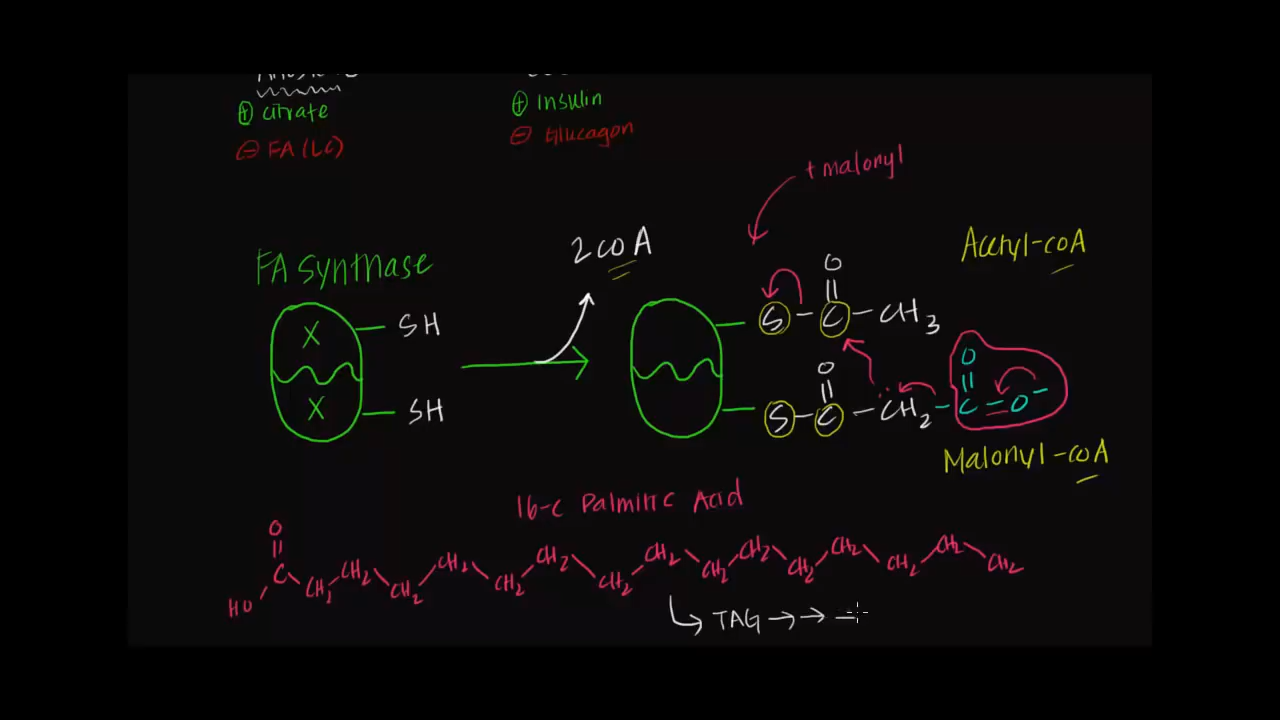 ⊕ citrate
⊖ FA (LC)
⊕ Insulin
⊖ Glucagon
+ malonyl
FA Synthase
2 coA
Acetyl-coA
X
X
SH
SH
O
S - C - CH3
O
S - C - CH2 - C = O -
O
Malonyl-coA
16-C Palmitic Acid
O
HO C CH2 CH2 CH2 CH2 CH2 CH2 CH2 CH2 CH2 CH2 CH2 CH2 CH2 CH2 CH2
↳ TAG → → –